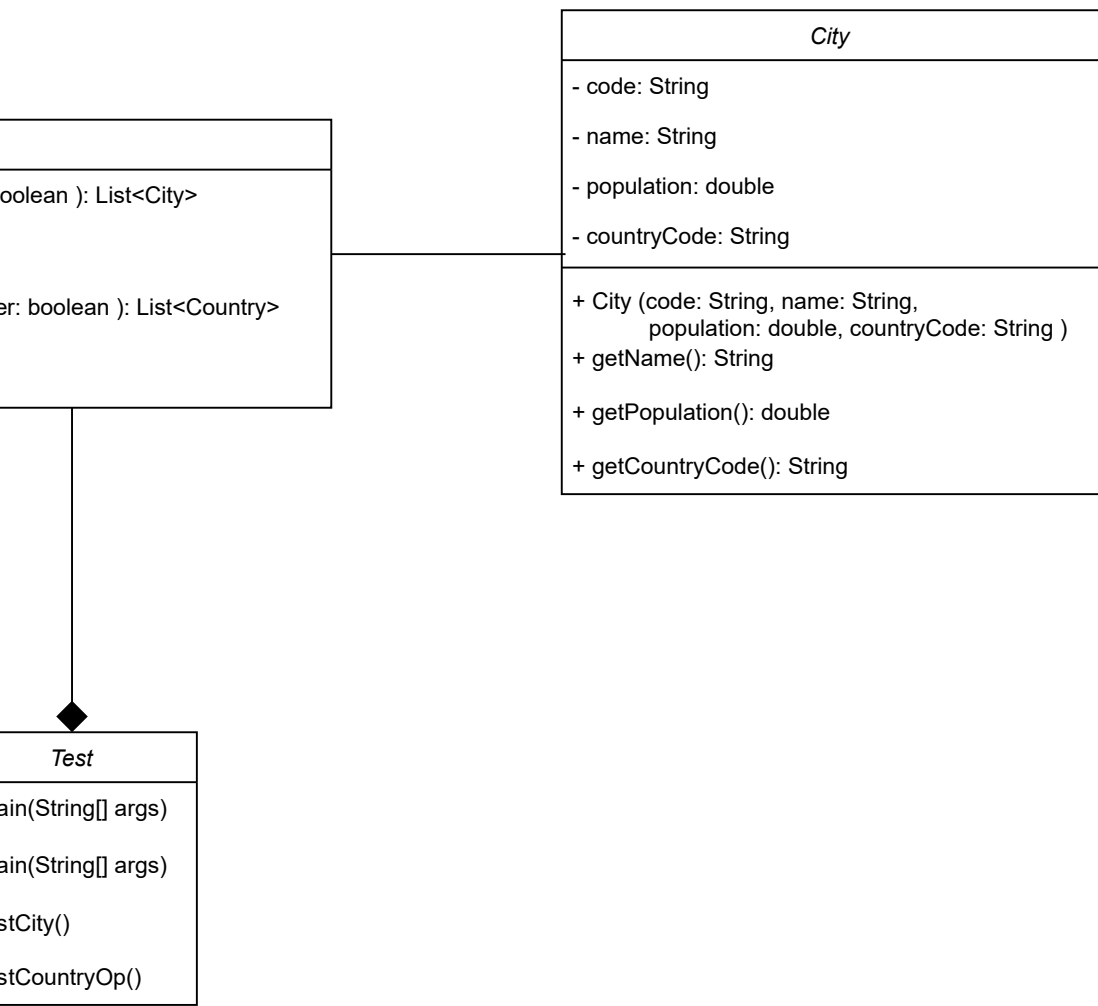 City
- code: String
- name: String
- population: double
- countryCode: String
+ City (code: String, name: String,
population: double, countryCode: String )
+ getName(): String
+ getPopulation(): double
+ getCountryCode(): String
oolean ): List<City>
er: boolean ): List<Country>
Test
ain(String[] args)
ain(String[] args)
stCity()
stCountryOp()